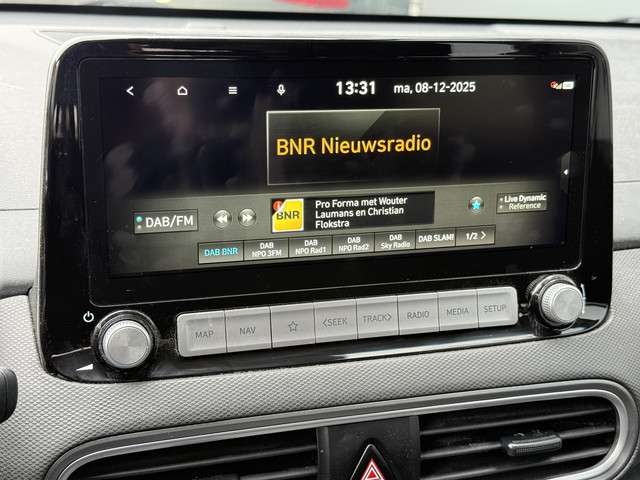 13:31 ma, 08-12-2025
BNR Nieuwsradio
DAB/FM
BNR
Pro Forma met Wouter
Laumans en Christian
Flokstra
Live Dynamic
Reference
DAB BNR
DAB
NPO 3FM
DAB
NPO Rad1
DAB
NPO Rad2
DAB
Sky Radio
DAB SLAM!
1/2 >
MAP
NAV
<SEEK
TRACK>
RADIO
MEDIA
SETUP